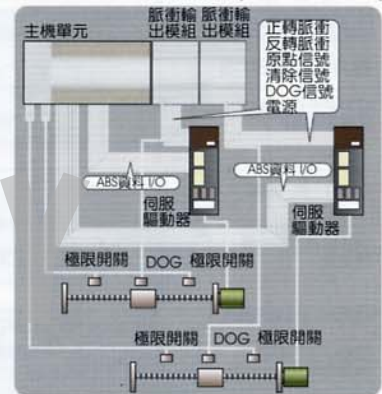 主機單元
脈衝輸
出模組
脈衝輸
出模組
正轉脈衝
反轉脈衝
原點信號
清除信號
DOG信號
電源
ABS資料 I/O
ABS資料 I/O
伺服
驅動器
伺服
驅動器
極限開關 DOG 極限開關
極限開關 DOG 極限開關